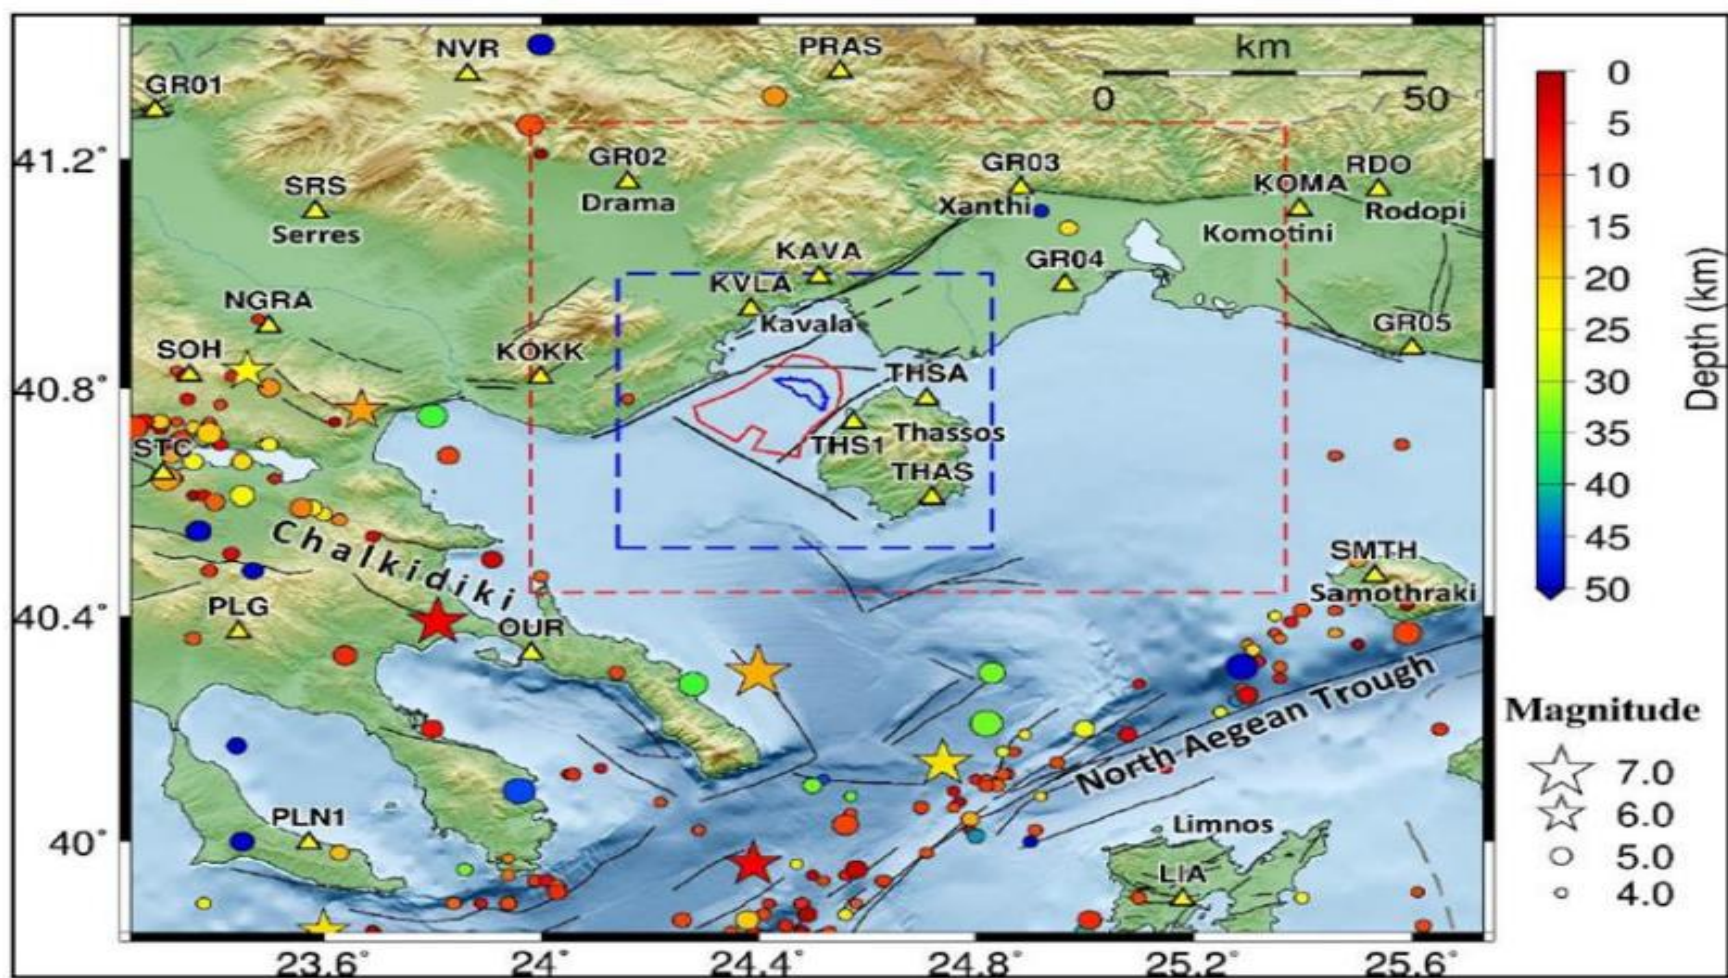 NVR
PRAS
km
GR01
0
50
0
5
10
15
20
25
30
35
40
45
50
Depth (km)
41.2°
GR02
Drama
GR03
Xanthi
RDO
KOMA
Rodopi
Komotini
SRS
Serres
KAVA
GR04
KVLA
Kavala
NGRA
GR05
SOH
KOKK
40.8°
THSA
THS1
Thassos
STC
THAS
Chalkidiki
SMTH
Samothraki
PLG
OUR
40.4°
North Aegean Trough
Magnitude
7.0
6.0
5.0
4.0
PLN1
Limnos
40°
LIA
23.6°
24°
24.4°
24.8°
25.2°
25.6°